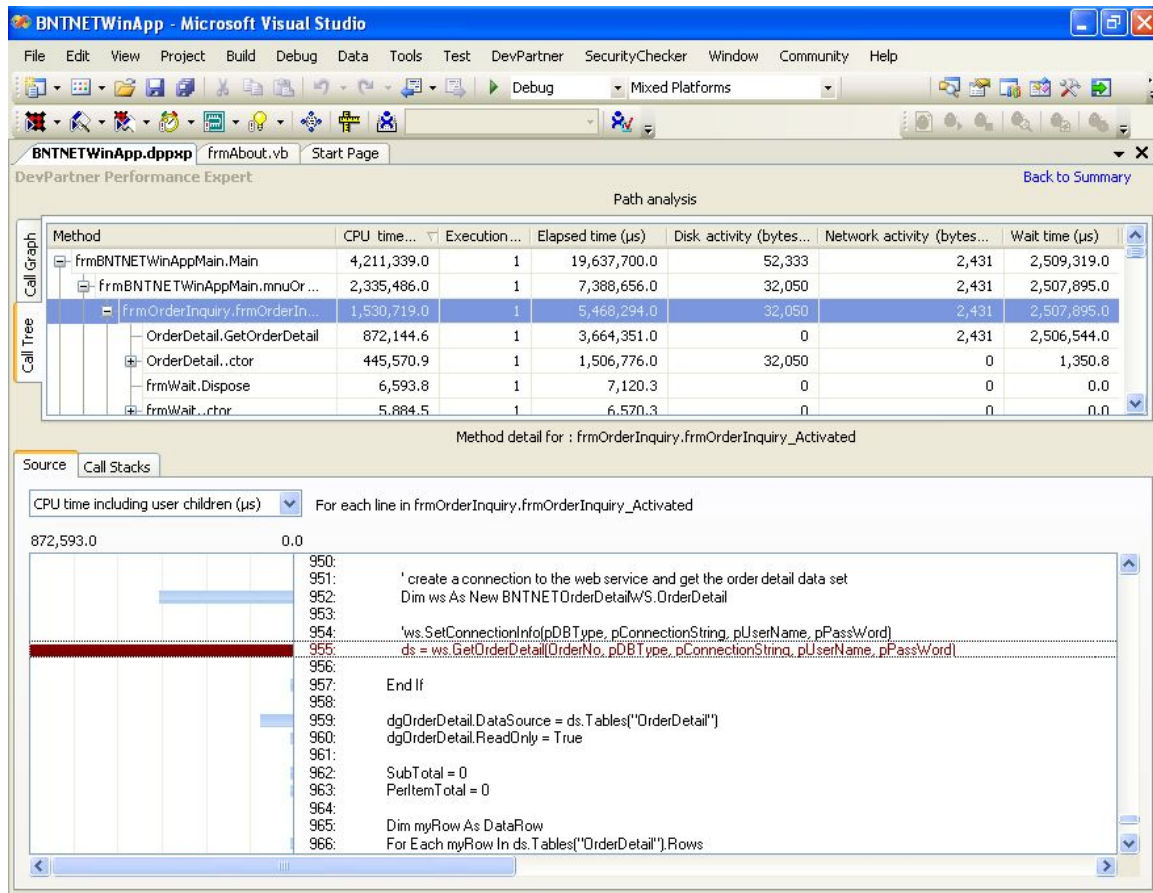 BNTNETWinApp - Microsoft Visual Studio
File Edit View Project Build Debug Data Tools Test DevPartner SecurityChecker Window Community Help
Debug Mixed Platforms
BNTNETWinApp.dppxp frmAbout.vb Start Page
DevPartner Performance Expert Back to Summary
Path analysis
Call Graph
Call Tree
Method CPU time... Execution... Elapsed time (µs) Disk activity (bytes... Network activity (bytes... Wait time (µs)
frmBNTNETWinAppMain.Main 4,211,339.0 1 19,637,700.0 52,333 2,431 2,509,319.0
frmBNTNETWinAppMain.mnuOr... 2,335,486.0 1 7,388,656.0 32,050 2,431 2,507,895.0
frmOrderInquiry.frmOrderIn... 1,530,719.0 1 5,468,294.0 32,050 2,431 2,507,895.0
OrderDetail.GetOrderDetail 872,144.6 1 3,664,351.0 0 2,431 2,506,544.0
OrderDetail..ctor 445,570.9 1 1,506,776.0 32,050 0 1,350.8
frmWait.Dispose 6,593.8 1 7,120.3 0 0 0.0
frmWait..ctor 5,884.5 1 6,570.3 0 0 0.0
Method detail for : frmOrderInquiry.frmOrderInquiry_Activated
Source Call Stacks
CPU time including user children (µs) For each line in frmOrderInquiry.frmOrderInquiry_Activated
872,593.0 0.0
950:
951: ' create a connection to the web service and get the order detail data set
952: Dim ws As New BNTNETOrderDetailWS.OrderDetail
953:
954: 'ws.SetConnectionInfo(pDBType, pConnectionString, pUserName, pPassWord)
955: ds = ws.GetOrderDetail(OrderNo, pDBType, pConnectionString, pUserName, pPassWord)
956:
957: End If
958:
959: dgOrderDetail.DataSource = ds.Tables("OrderDetail")
960: dgOrderDetail.ReadOnly = True
961:
962: SubTotal = 0
963: PerItemTotal = 0
964:
965: Dim myRow As DataRow
966: For Each myRow In ds.Tables("OrderDetail").Rows